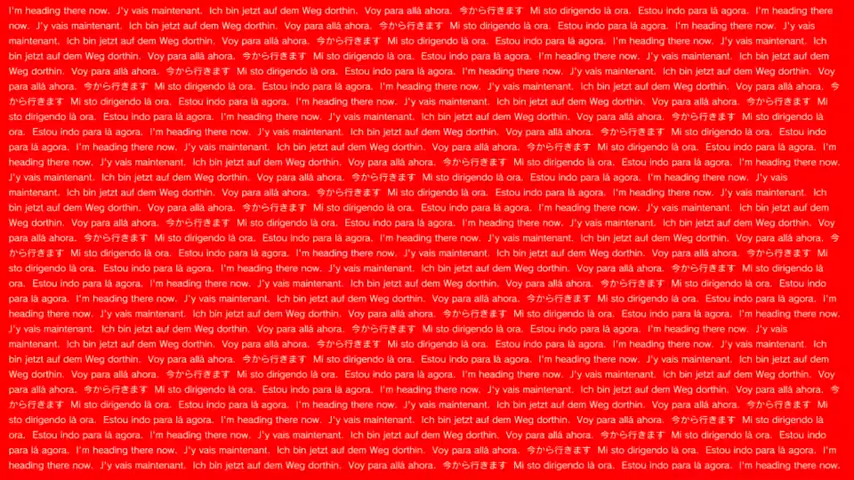 I'm heading there now. J'y vais maintenant. Ich bin jetzt auf dem Weg dorthin. Voy para allá ahora. 今から行きます Mi sto dirigendo là ora. Estou indo para lá agora. I'm heading there
now. J'y vais maintenant. Ich bin jetzt auf dem Weg dorthin. Voy para allá ahora. 今から行きます Mi sto dirigendo là ora. Estou indo para lá agora. I'm heading there now. J'y vais
maintenant. Ich bin jetzt auf dem Weg dorthin. Voy para allá ahora. 今から行きます Mi sto dirigendo là ora. Estou indo para lá agora. I'm heading there now. J'y vais maintenant. Ich
bin jetzt auf dem Weg dorthin. Voy para allá ahora. 今から行きます Mi sto dirigendo là ora. Estou indo para lá agora. I'm heading there now. J'y vais maintenant. Ich bin jetzt auf dem
Weg dorthin. Voy para allá ahora. 今から行きます Mi sto dirigendo là ora. Estou indo para lá agora. I'm heading there now. J'y vais maintenant. Ich bin jetzt auf dem Weg dorthin. Voy
para allá ahora. 今から行きます Mi sto dirigendo là ora. Estou indo para lá agora. I'm heading there now. J'y vais maintenant. Ich bin jetzt auf dem Weg dorthin. Voy para allá ahora. 今
から行きます Mi sto dirigendo là ora. Estou indo para lá agora. I'm heading there now. J'y vais maintenant. Ich bin jetzt auf dem Weg dorthin. Voy para allá ahora. 今から行きます Mi
sto dirigendo là ora. Estou indo para lá agora. I'm heading there now. J'y vais maintenant. Ich bin jetzt auf dem Weg dorthin. Voy para allá ahora. 今から行きます Mi sto dirigendo là
ora. Estou indo para lá agora. I'm heading there now. J'y vais maintenant. Ich bin jetzt auf dem Weg dorthin. Voy para allá ahora. 今から行きます Mi sto dirigendo là ora. Estou indo
para lá agora. I'm heading there now. J'y vais maintenant. Ich bin jetzt auf dem Weg dorthin. Voy para allá ahora. 今から行きます Mi sto dirigendo là ora. Estou indo para lá agora. I'm
heading there now. J'y vais maintenant. Ich bin jetzt auf dem Weg dorthin. Voy para allá ahora. 今から行きます Mi sto dirigendo là ora. Estou indo para lá agora. I'm heading there now.
J'y vais maintenant. Ich bin jetzt auf dem Weg dorthin. Voy para allá ahora. 今から行きます Mi sto dirigendo là ora. Estou indo para lá agora. I'm heading there now. J'y vais
maintenant. Ich bin jetzt auf dem Weg dorthin. Voy para allá ahora. 今から行きます Mi sto dirigendo là ora. Estou indo para lá agora. I'm heading there now. J'y vais maintenant. Ich
bin jetzt auf dem Weg dorthin. Voy para allá ahora. 今から行きます Mi sto dirigendo là ora. Estou indo para lá agora. I'm heading there now. J'y vais maintenant. Ich bin jetzt auf dem
Weg dorthin. Voy para allá ahora. 今から行きます Mi sto dirigendo là ora. Estou indo para lá agora. I'm heading there now. J'y vais maintenant. Ich bin jetzt auf dem Weg dorthin. Voy
para allá ahora. 今から行きます Mi sto dirigendo là ora. Estou indo para lá agora. I'm heading there now. J'y vais maintenant. Ich bin jetzt auf dem Weg dorthin. Voy para allá ahora. 今
から行きます Mi sto dirigendo là ora. Estou indo para lá agora. I'm heading there now. J'y vais maintenant. Ich bin jetzt auf dem Weg dorthin. Voy para allá ahora. 今から行きます Mi
sto dirigendo là ora. Estou indo para lá agora. I'm heading there now. J'y vais maintenant. Ich bin jetzt auf dem Weg dorthin. Voy para allá ahora. 今から行きます Mi sto dirigendo là
ora. Estou indo para lá agora. I'm heading there now. J'y vais maintenant. Ich bin jetzt auf dem Weg dorthin. Voy para allá ahora. 今から行きます Mi sto dirigendo là ora. Estou indo
para lá agora. I'm heading there now. J'y vais maintenant. Ich bin jetzt auf dem Weg dorthin. Voy para allá ahora. 今から行きます Mi sto dirigendo là ora. Estou indo para lá agora. I'm
heading there now. J'y vais maintenant. Ich bin jetzt auf dem Weg dorthin. Voy para allá ahora. 今から行きます Mi sto dirigendo là ora. Estou indo para lá agora. I'm heading there now.
J'y vais maintenant. Ich bin jetzt auf dem Weg dorthin. Voy para allá ahora. 今から行きます Mi sto dirigendo là ora. Estou indo para lá agora. I'm heading there now. J'y vais
maintenant. Ich bin jetzt auf dem Weg dorthin. Voy para allá ahora. 今から行きます Mi sto dirigendo là ora. Estou indo para lá agora. I'm heading there now. J'y vais maintenant. Ich
bin jetzt auf dem Weg dorthin. Voy para allá ahora. 今から行きます Mi sto dirigendo là ora. Estou indo para lá agora. I'm heading there now. J'y vais maintenant. Ich bin jetzt auf dem
Weg dorthin. Voy para allá ahora. 今から行きます Mi sto dirigendo là ora. Estou indo para lá agora. I'm heading there now. J'y vais maintenant. Ich bin jetzt auf dem Weg dorthin. Voy
para allá ahora. 今から行きます Mi sto dirigendo là ora. Estou indo para lá agora. I'm heading there now. J'y vais maintenant. Ich bin jetzt auf dem Weg dorthin. Voy para allá ahora. 今
から行きます Mi sto dirigendo là ora. Estou indo para lá agora. I'm heading there now. J'y vais maintenant. Ich bin jetzt auf dem Weg dorthin. Voy para allá ahora. 今から行きます Mi
sto dirigendo là ora. Estou indo para lá agora. I'm heading there now. J'y vais maintenant. Ich bin jetzt auf dem Weg dorthin. Voy para allá ahora. 今から行きます Mi sto dirigendo là
ora. Estou indo para lá agora. I'm heading there now. J'y vais maintenant. Ich bin jetzt auf dem Weg dorthin. Voy para allá ahora. 今から行きます Mi sto dirigendo là ora. Estou indo
para lá agora. I'm heading there now. J'y vais maintenant. Ich bin jetzt auf dem Weg dorthin. Voy para allá ahora. 今から行きます Mi sto dirigendo là ora. Estou indo para lá agora. I'm
heading there now. J'y vais maintenant. Ich bin jetzt auf dem Weg dorthin. Voy para allá ahora. 今から行きます Mi sto dirigendo là ora. Estou indo para lá agora. I'm heading there now.